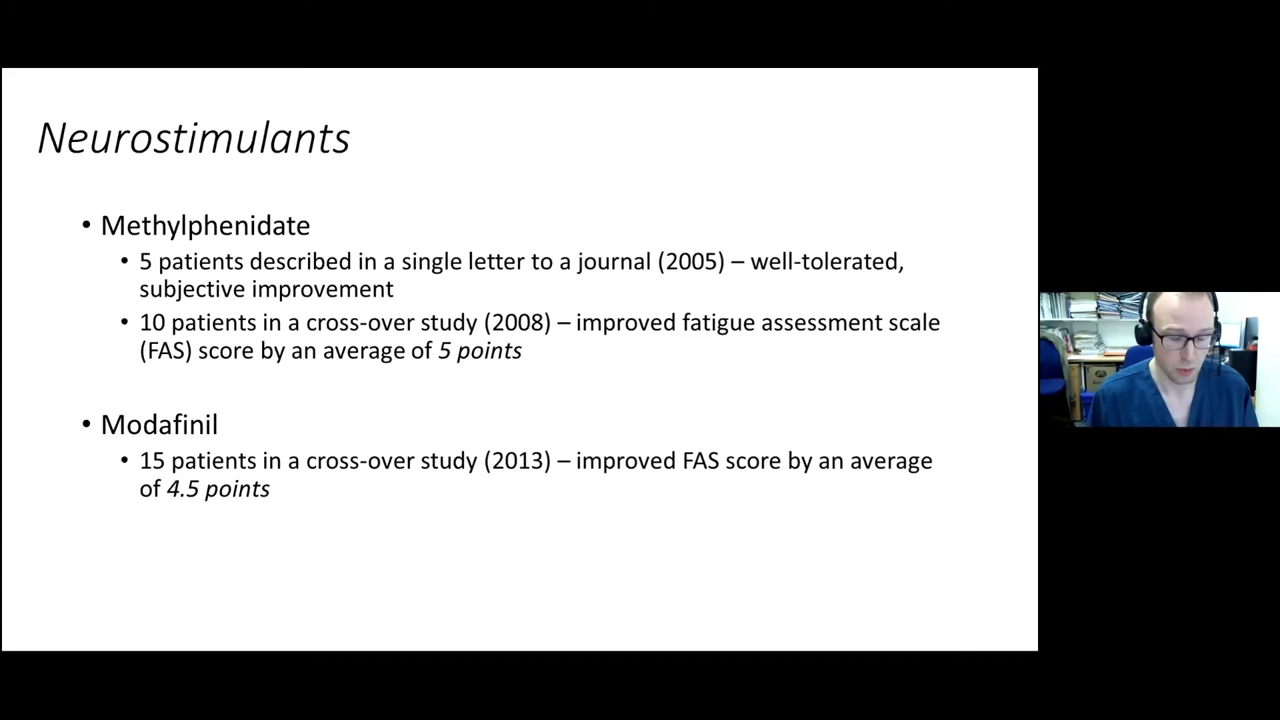 Neurostimulants
• Methylphenidate
• 5 patients described in a single letter to a journal (2005) – well-tolerated,
subjective improvement
• 10 patients in a cross-over study (2008) – improved fatigue assessment scale
(FAS) score by an average of 5 points
• Modafinil
• 15 patients in a cross-over study (2013) – improved FAS score by an average
of 4.5 points